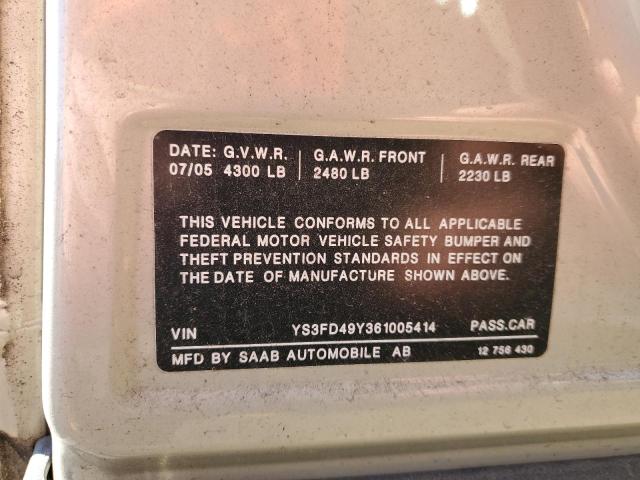 DATE: G.V.W.R. G.A.W.R. FRONT G.A.W.R. REAR
07/05 4300 LB 2480 LB 2230 LB
THIS VEHICLE CONFORMS TO ALL APPLICABLE
FEDERAL MOTOR VEHICLE SAFETY BUMPER AND
THEFT PREVENTION STANDARDS IN EFFECT ON
THE DATE OF MANUFACTURE SHOWN ABOVE.
VIN YS3FD49Y361005414 PASS.CAR
MFD BY SAAB AUTOMOBILE AB 12 756 430